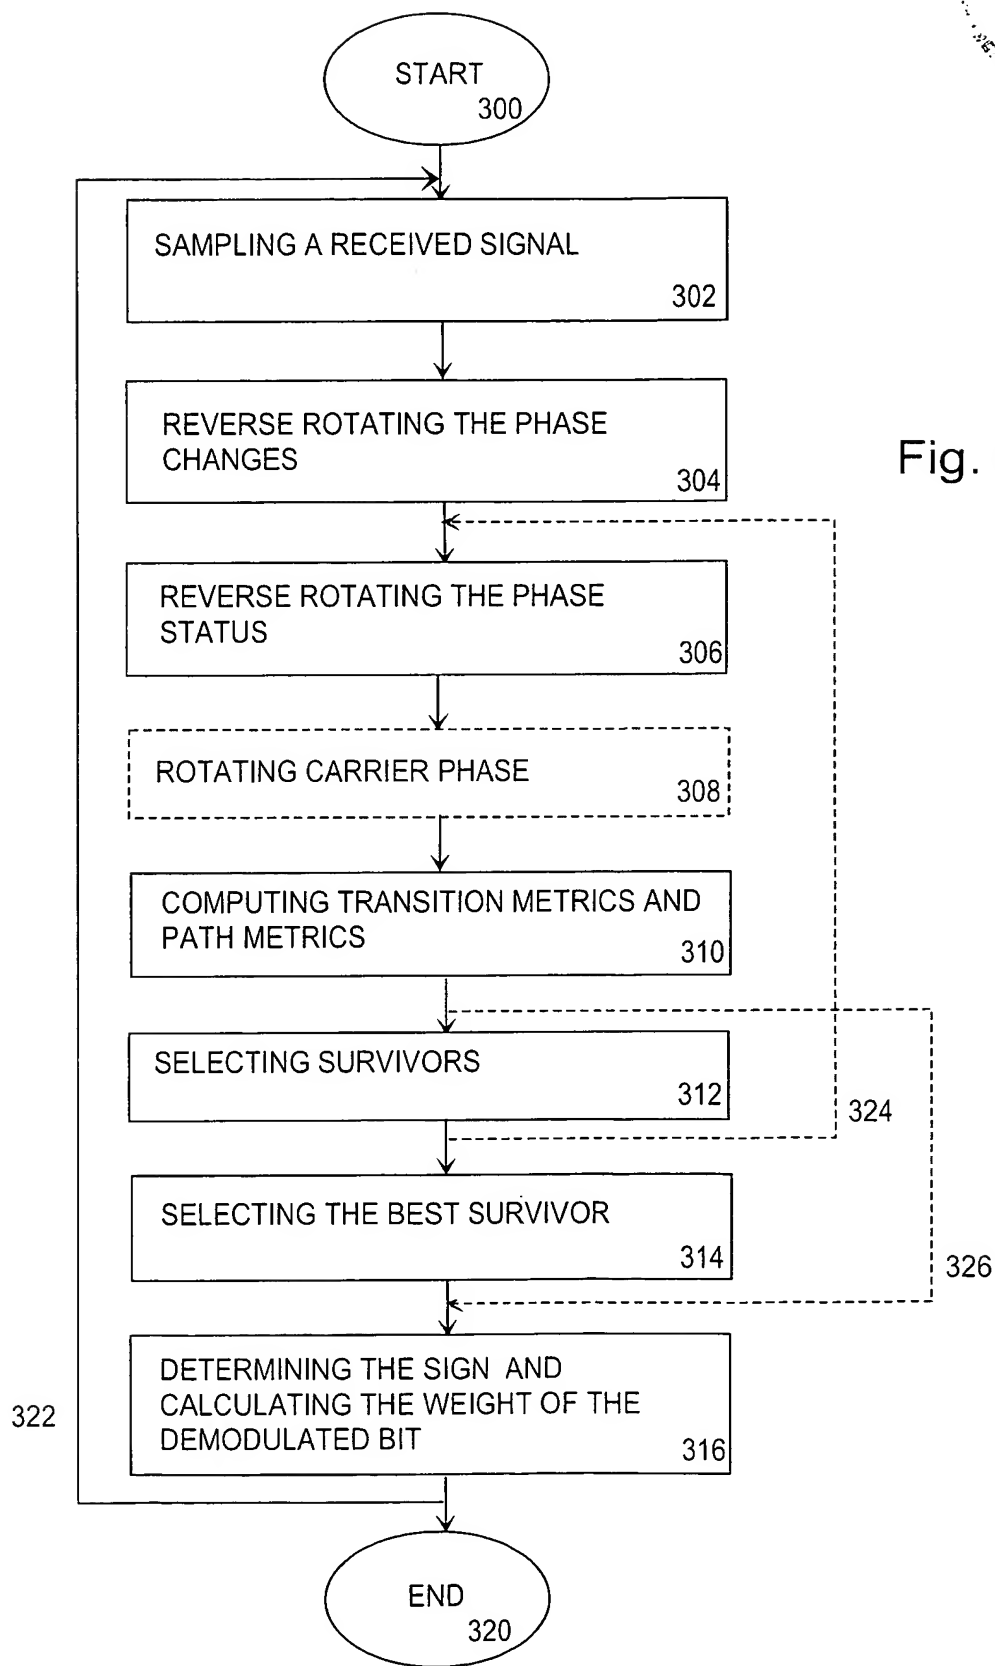 START
300
SAMPLING A RECEIVED SIGNAL
302
REVERSE ROTATING THE PHASE
CHANGES
304
Fig.
REVERSE ROTATING THE PHASE
STATUS
306
ROTATING CARRIER PHASE
308
COMPUTING TRANSITION METRICS AND
PATH METRICS
310
SELECTING SURVIVORS
312
324
SELECTING THE BEST SURVIVOR
314
326
DETERMINING THE SIGN AND
CALCULATING THE WEIGHT OF THE
DEMODULATED BIT
316
322
END
320